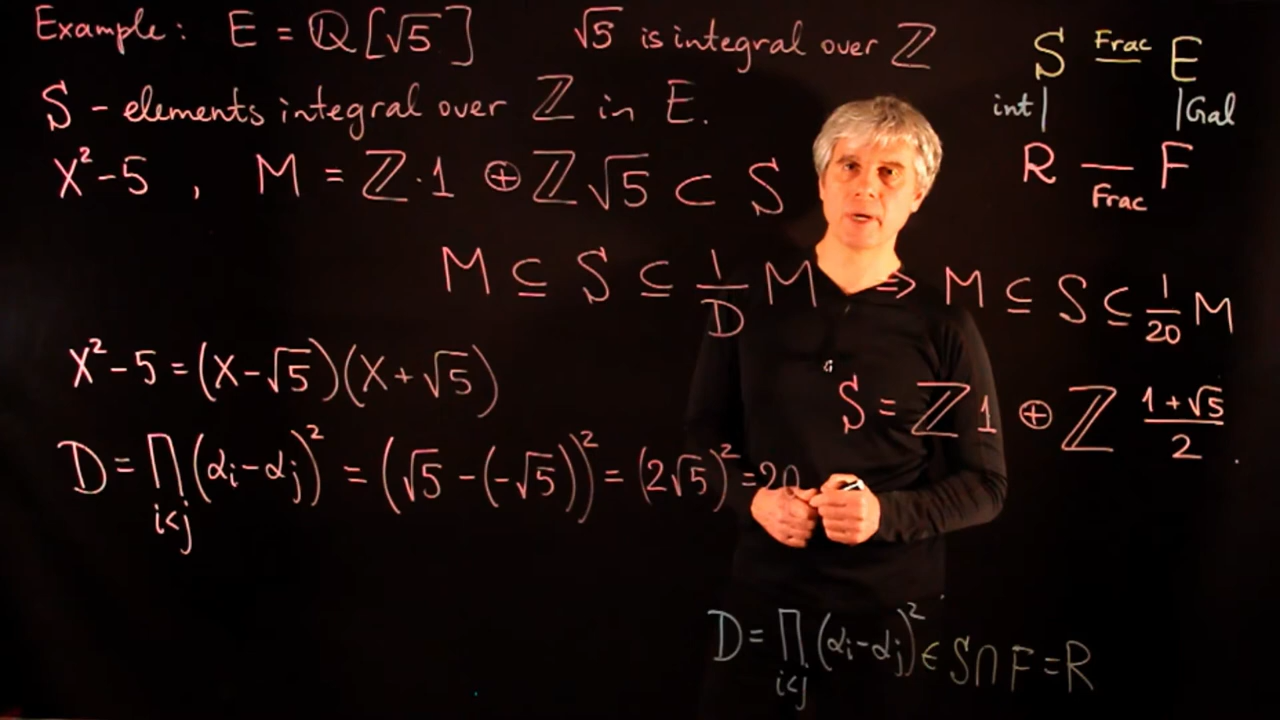 Example: E = ℚ[√5] √5 is integral over ℤ
S – elements integral over ℤ in E.
X² – 5 , M = ℤ·1 ⊕ ℤ√5 ⊂ S
S Frac E
int | | Gal
R — F
Frac
M ⊆ S ⊆ 1/D M ⇒ M ⊆ S ⊆ 1/20 M
X² – 5 = (X – √5)(X + √5)
S = ℤ1 ⊕ ℤ (1+√5)/2 .
D = ∏_{i<j} (αᵢ – αⱼ)² = (√5 – (–√5))² = (2√5)² = 20
D = ∏_{i<j} (αᵢ – αⱼ)² ∈ S ∩ F = R